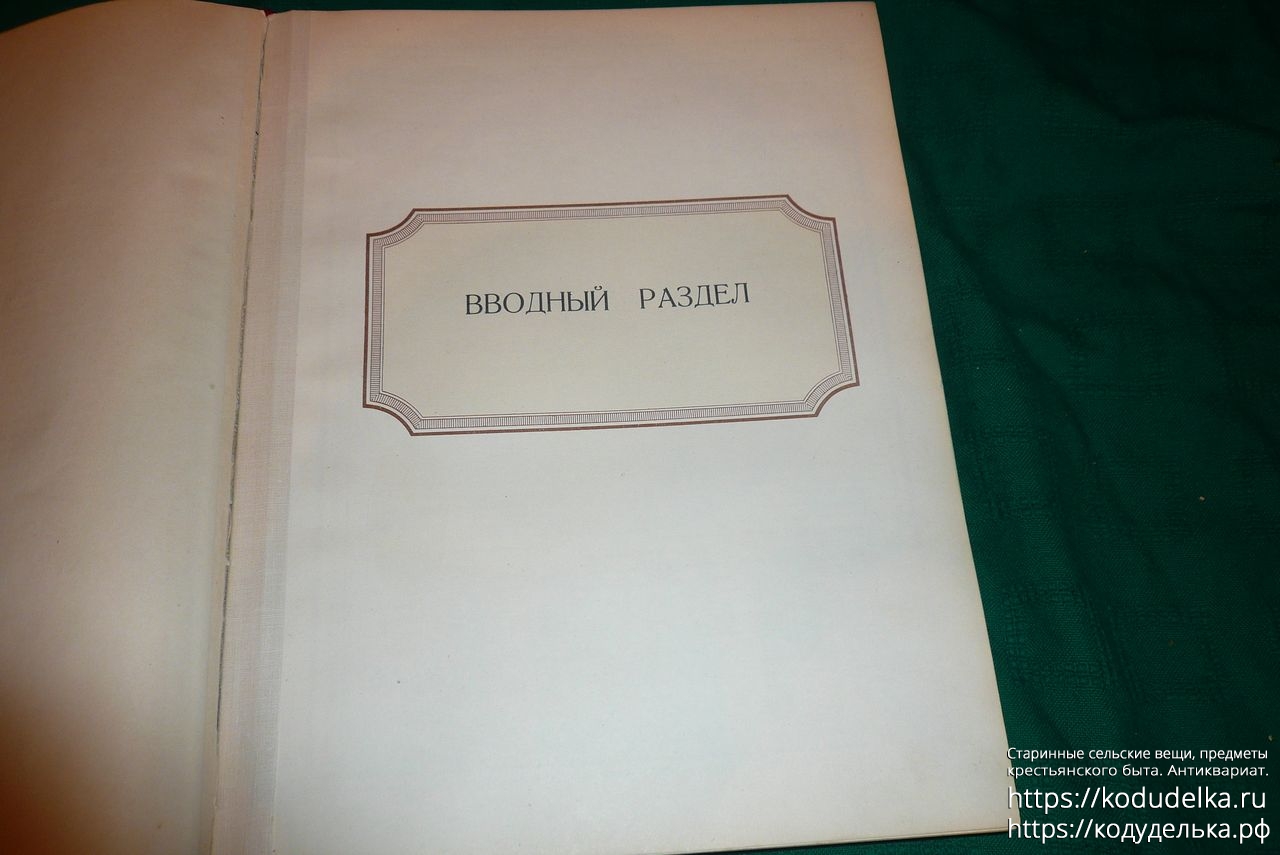 ВВОДНЫЙ РАЗДЕЛ
Старинные сельские вещи, предметы
крестьянского быта. Антиквариат.
https://kodudelka.ru
https://кодуделька.рф